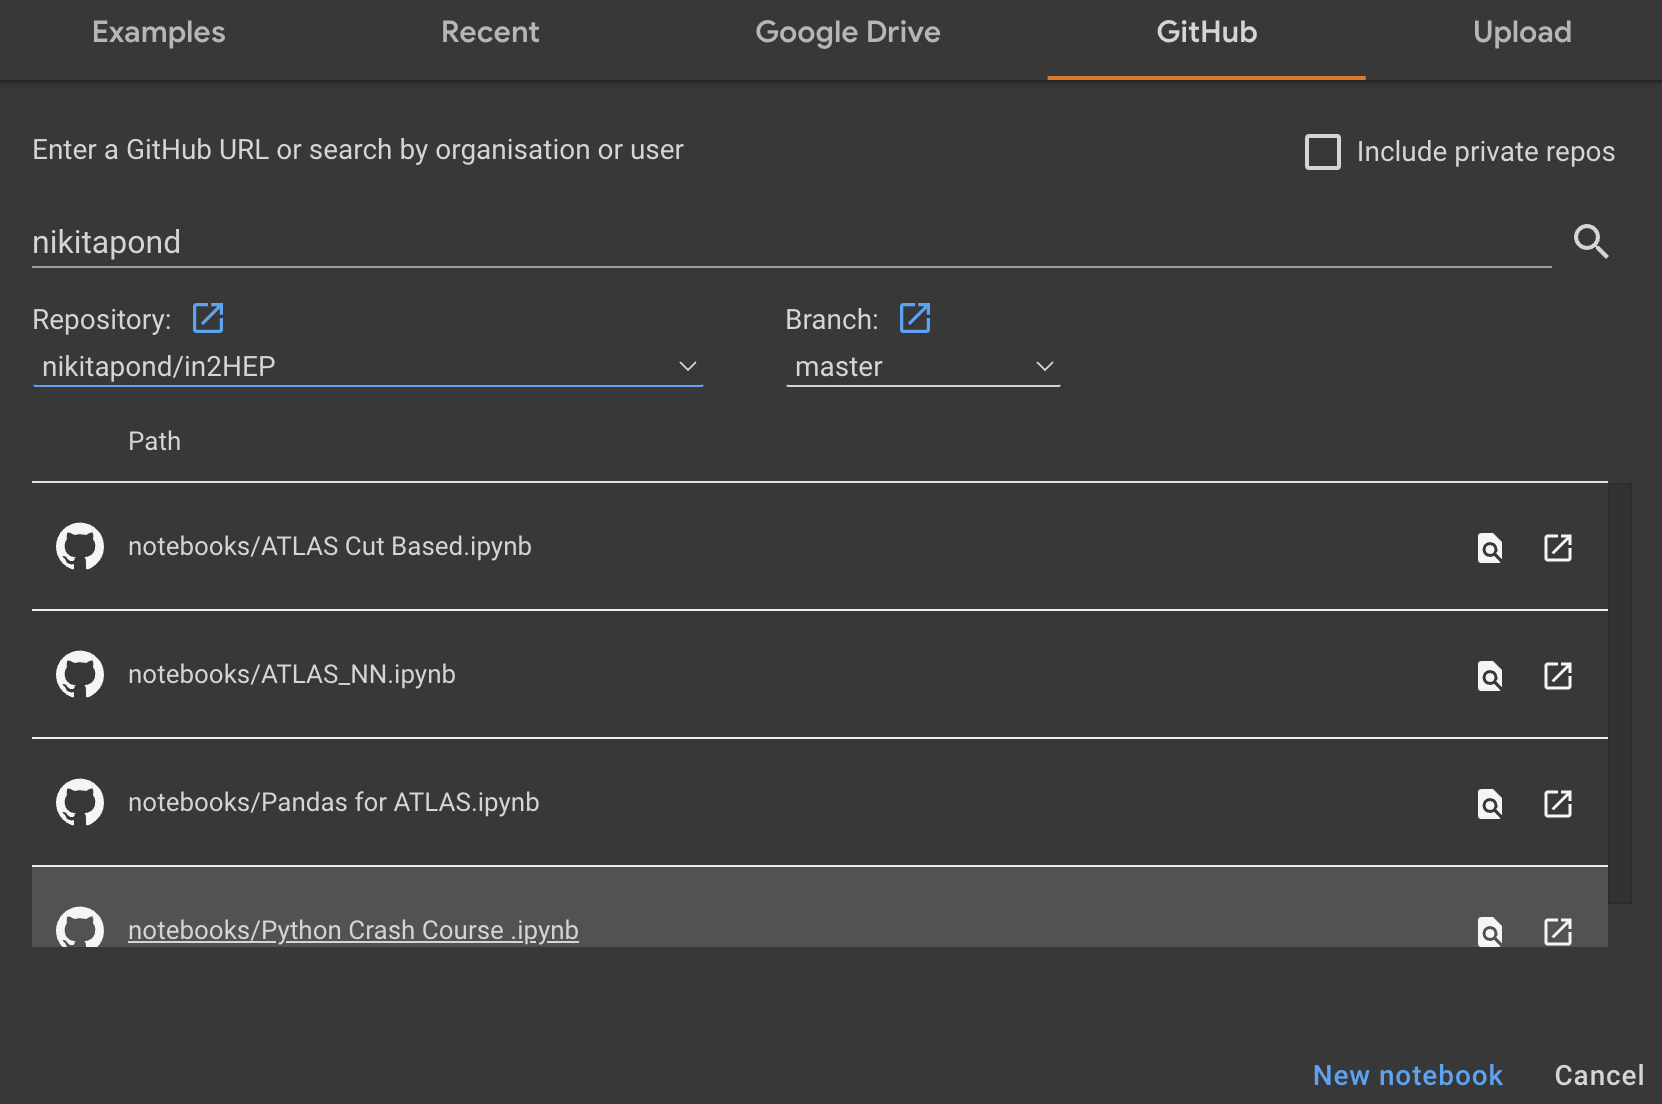 Examples Recent Google Drive GitHub Upload
Enter a GitHub URL or search by organisation or user
Include private repos
nikitapond
Repository: Branch:
nikitapond/in2HEP master
Path
notebooks/ATLAS Cut Based.ipynb
notebooks/ATLAS_NN.ipynb
notebooks/Pandas for ATLAS.ipynb
notebooks/Python Crash Course .ipynb
New notebook Cancel